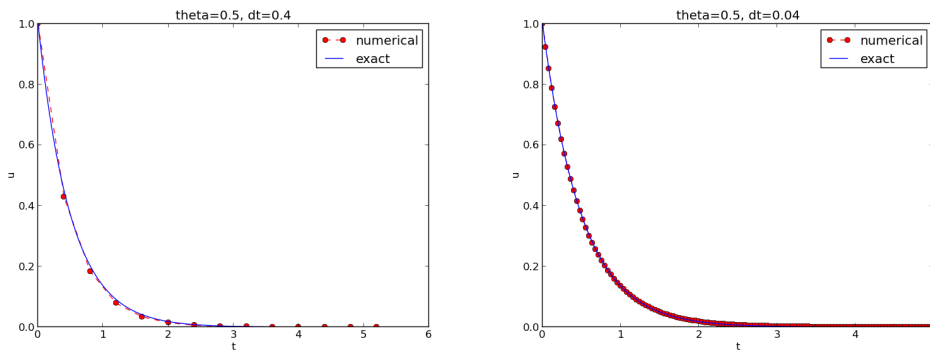 theta=0.5, dt=0.4
1.0
0.8
0.6
0.4
0.2
0.0
u
0 1 2 3 4 5 6
t
numerical
exact
theta=0.5, dt=0.04
1.0
0.8
0.6
0.4
0.2
0.0
u
0 1 2 3 4
t
numerical
exact